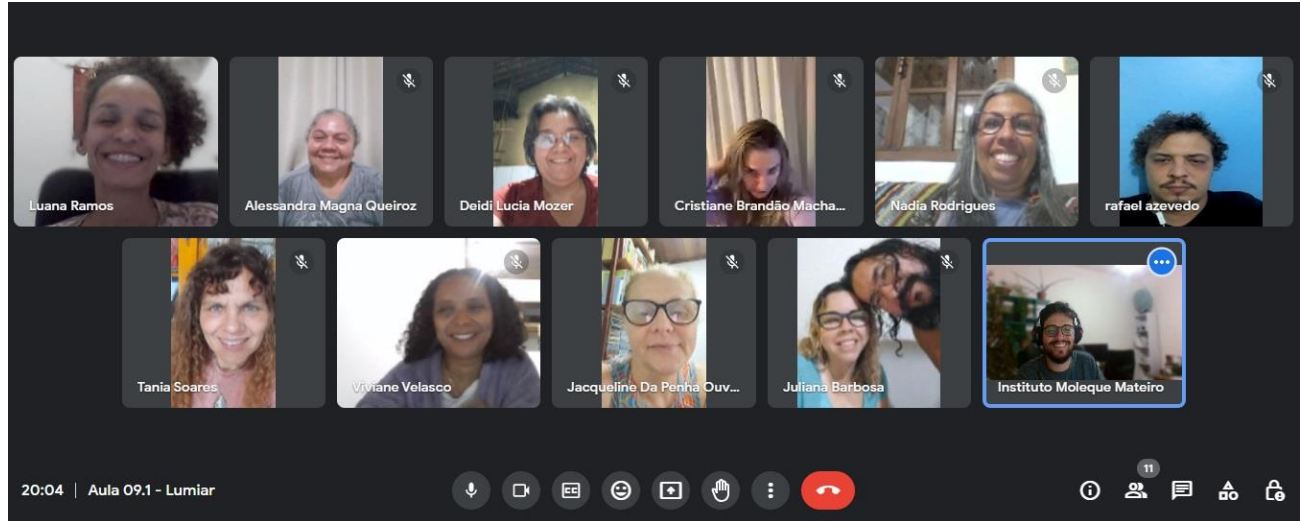 Luana Ramos
Alessandra Magna Queiroz
Deidi Lucia Mozer
Cristiane Brandão Macha...
Nadia Rodrigues
rafael azevedo
Tania Soares
Viviane Velasco
Jacqueline Da Penha Ouv...
Juliana Barbosa
Instituto Moleque Mateiro
20:04 | Aula 09.1 - Lumiar
CC
11